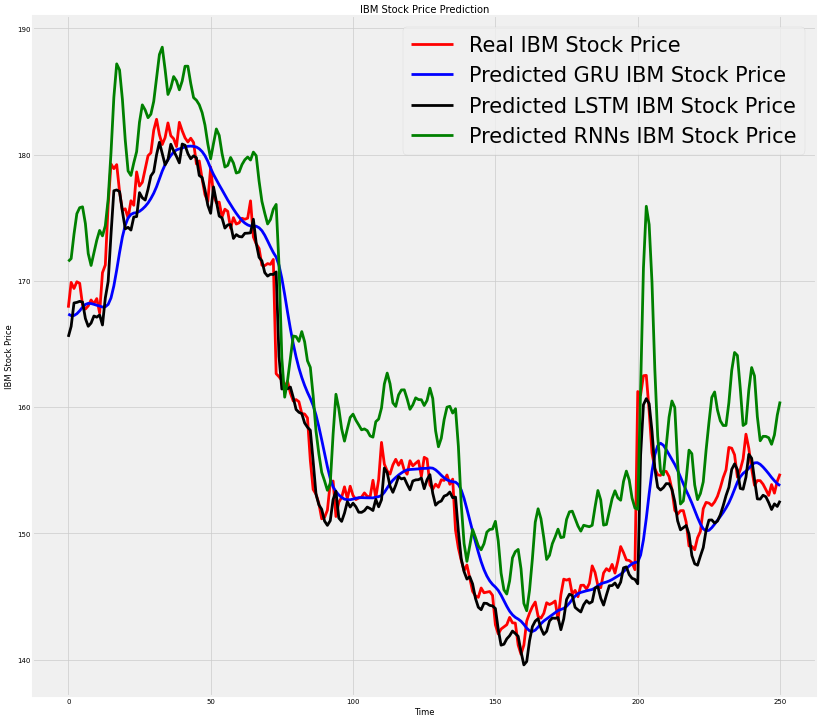 IBM Stock Price Prediction
Real IBM Stock Price
Predicted GRU IBM Stock Price
Predicted LSTM IBM Stock Price
Predicted RNNs IBM Stock Price
IBM Stock Price
190
180
170
160
150
140
0 50 100 150 200 250
Time